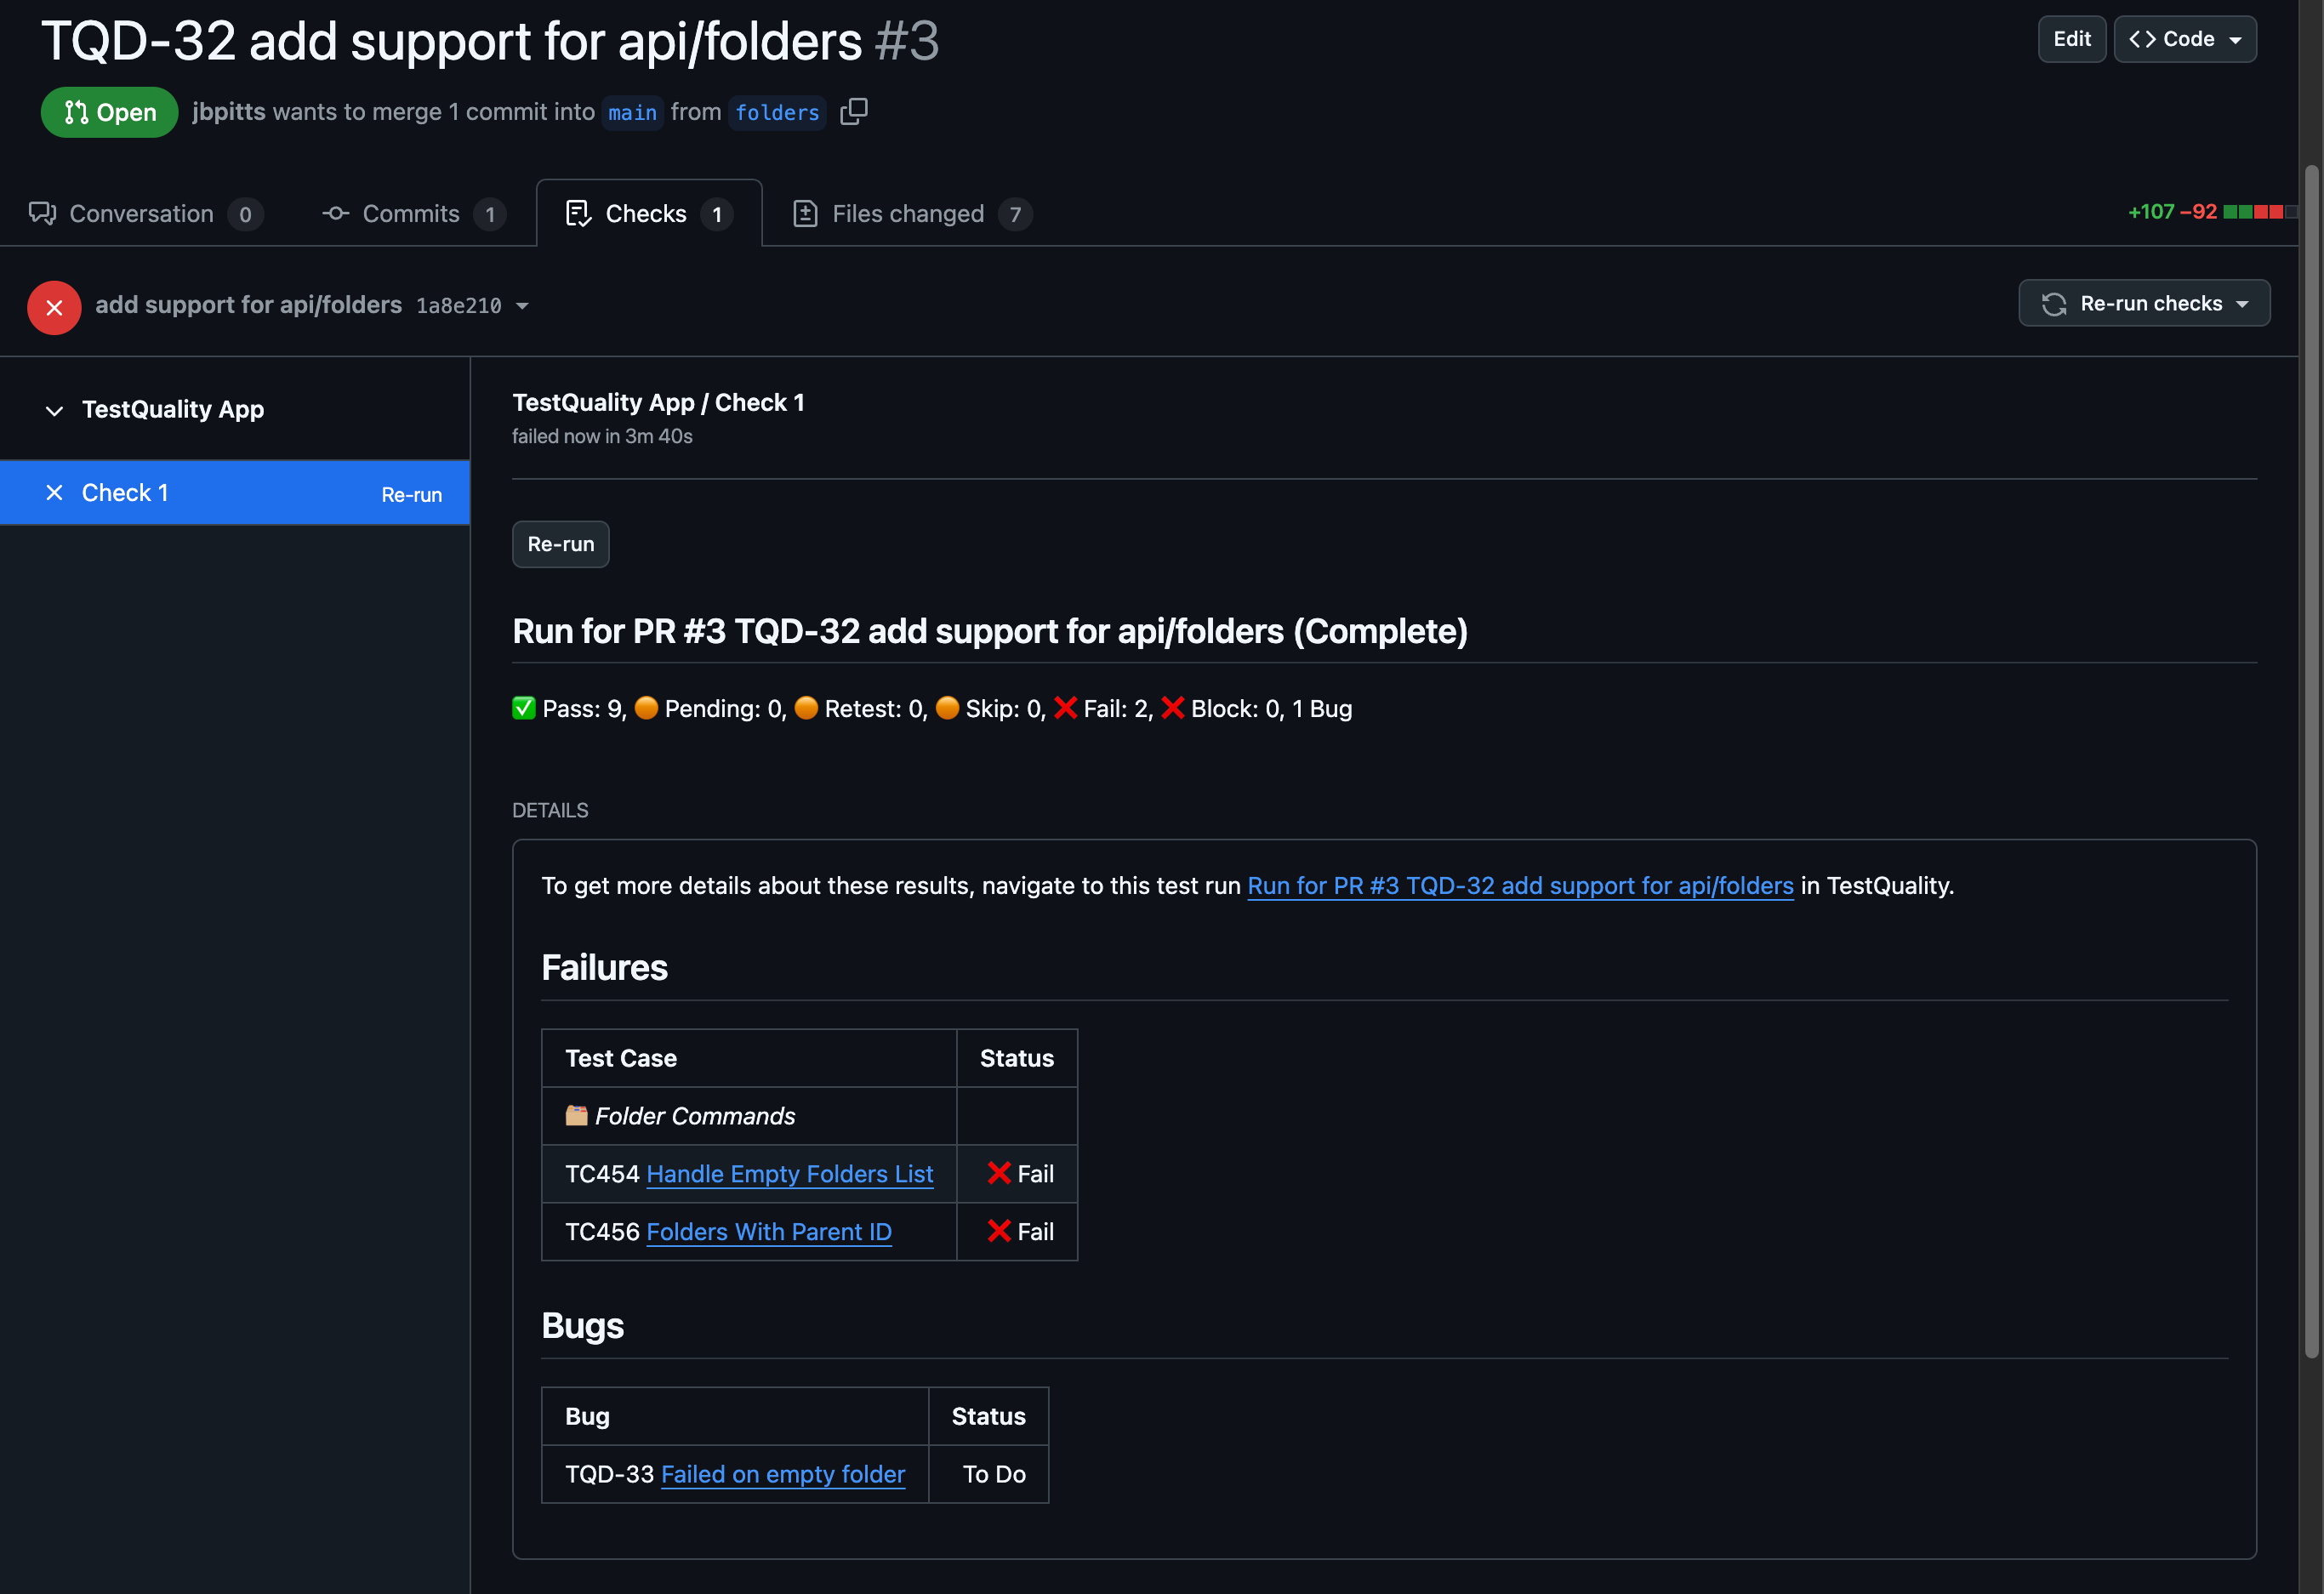 TQD-32 add support for api/folders #3
Edit
Code
Open
jbpitts wants to merge 1 commit into main from folders
Conversation 0
Commits 1
Checks 1
Files changed 7
+107 −92
add support for api/folders 1a8e210
Re-run checks
TestQuality App
Check 1
Re-run
TestQuality App / Check 1
failed now in 3m 40s
Re-run
Run for PR #3 TQD-32 add support for api/folders (Complete)
✅ Pass: 9, 🟠 Pending: 0, 🟠 Retest: 0, 🟠 Skip: 0, ❌ Fail: 2, ❌ Block: 0, 1 Bug
DETAILS
To get more details about these results, navigate to this test run Run for PR #3 TQD-32 add support for api/folders in TestQuality.
Failures
Test Case Status
Folder Commands
TC454 Handle Empty Folders List ❌ Fail
TC456 Folders With Parent ID ❌ Fail
Bugs
Bug Status
TQD-33 Failed on empty folder To Do